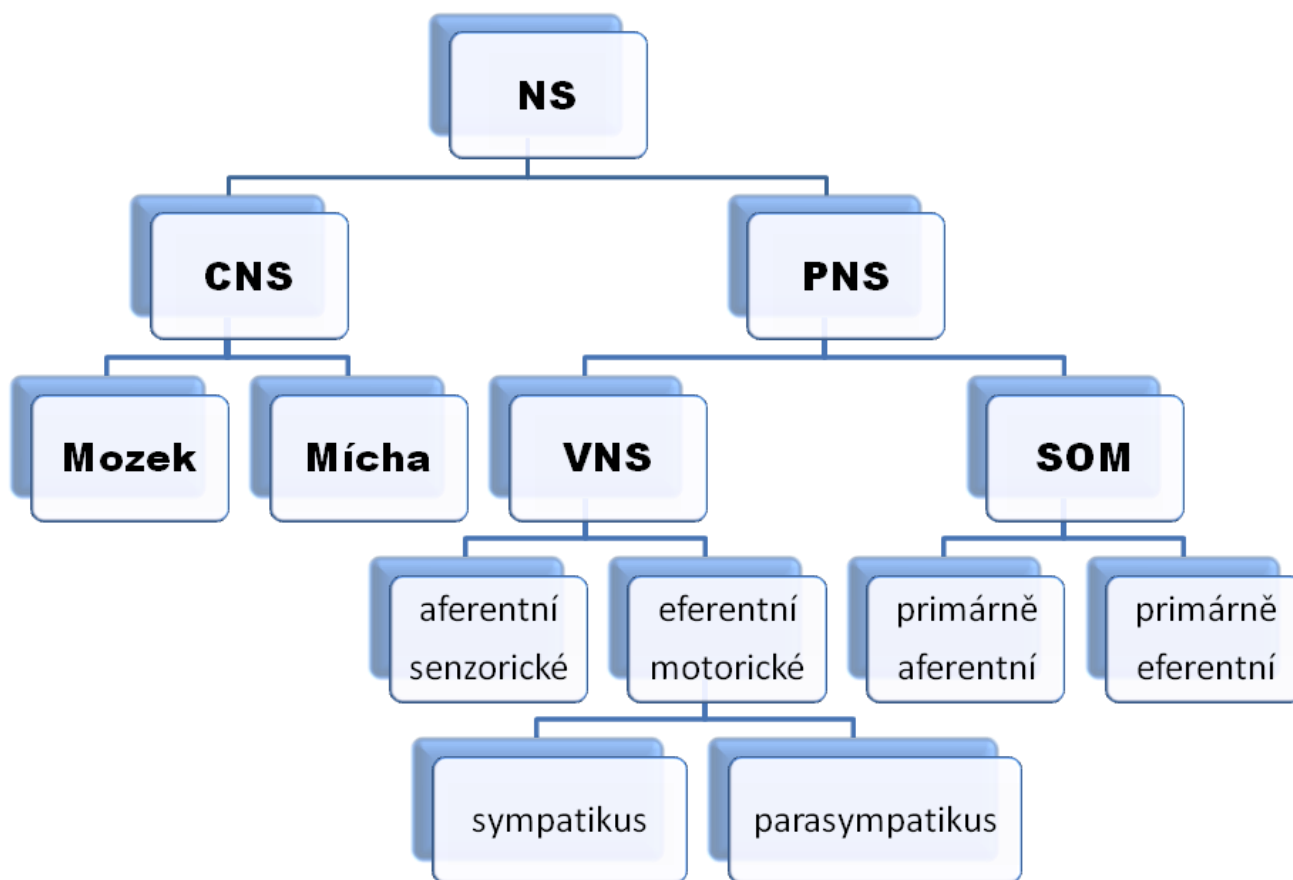 NS
CNS
PNS
Mozek
Mícha
VNS
SOM
aferentní
senzorické
eferentní
motorické
primárně
aferentní
primárně
eferentní
sympatikus
parasympatikus